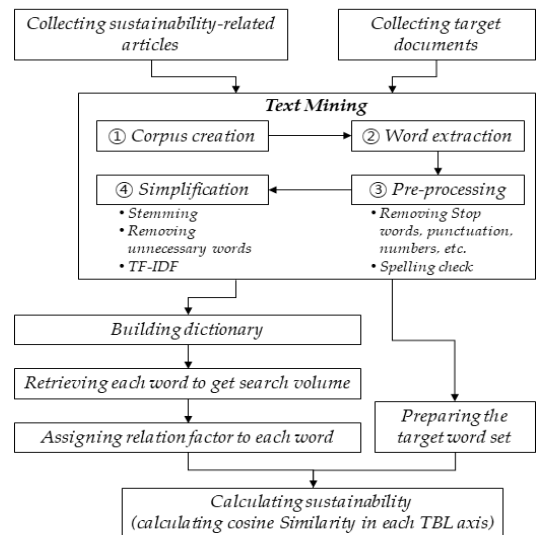 Collecting sustainability-related
articles
Collecting target
documents
Text Mining
① Corpus creation
② Word extraction
④ Simplification
③ Pre-processing
• Stemming
• Removing
unnecessary words
• TF-IDF
• Removing Stop
words, punctuation,
numbers, etc.
• Spelling check
Building dictionary
Retrieving each word to get search volume
Assigning relation factor to each word
Preparing the
target word set
Calculating sustainability
(calculating cosine Similarity in each TBL axis)